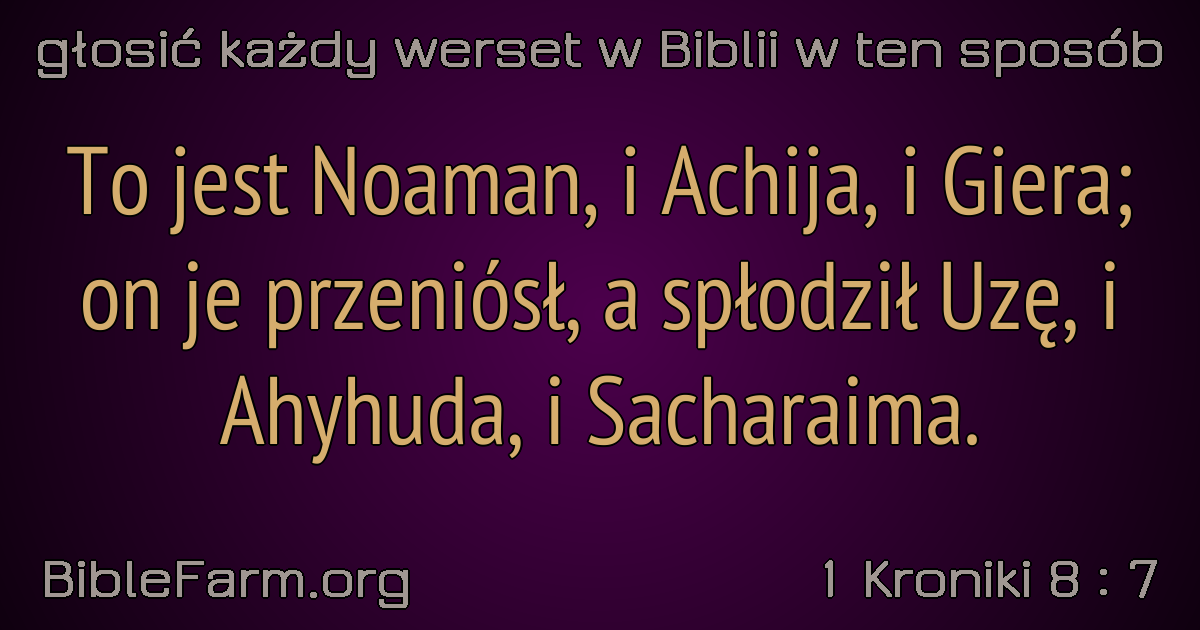 głosić każdy werset w Biblii w ten sposób
To jest Noaman, i Achija, i Giera;
on je przeniósł, a spłodził Uzę, i
Ahyhuda, i Sacharaima.
BibleFarm.org
1 Kroniki 8 : 7